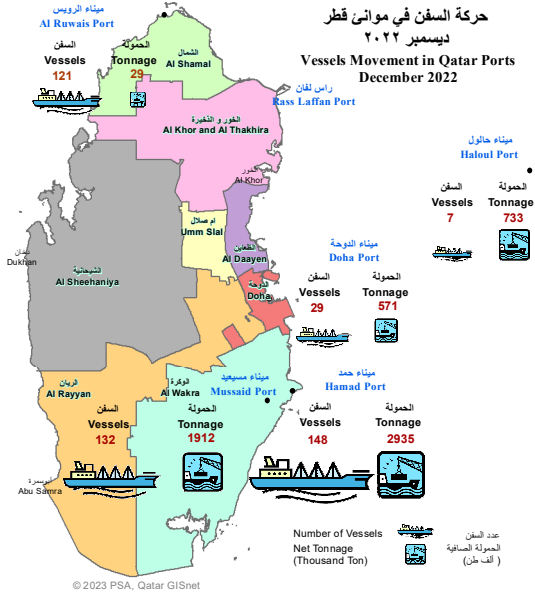 حركة السفن في موانئ قطر
ديسمبر ٢٠٢٢
Vessels Movement in Qatar Ports
December 2022
ميناء الرويس
Al Ruwais Port
السفن
Vessels
121
الحمولة
Tonnage
29
الشمال
Al Shamal
راس لفان
Rass Laffan Port
الخور و الذخيرة
Al Khor and Al Thakhira
الخور
Al Khor
ميناء حالول
Haloul Port
السفن
Vessels
7
الحمولة
Tonnage
733
ام صلال
Umm Slal
الظعاين
Al Daayen
ميناء الدوحة
Doha Port
السفن
Vessels
29
الحمولة
Tonnage
571
دخان
Dukhan
الشيحانية
Al Sheehaniya
الدوحة
Doha
الريان
Al Rayyan
الوكرة
Al Wakra
ميناء مسيعيد
Mussaid Port
ميناء حمد
Hamad Port
السفن
Vessels
132
الحمولة
Tonnage
1912
السفن
Vessels
148
الحمولة
Tonnage
2935
أبوسمرة
Abu Samra
Number of Vessels
عدد السفن
Net Tonnage
(Thousand Ton)
الحمولة الصافية
( ألف طن)
© 2023 PSA, Qatar GISnet